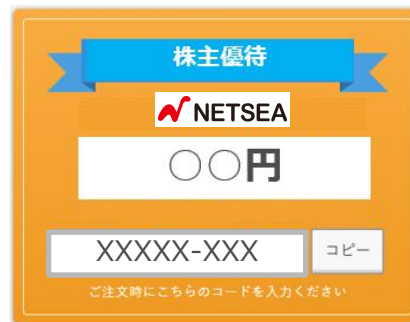 株主優待
NETSEA
○○円
XXXXX-XXX
コピー
ご注文時にこちらのコードを入力ください